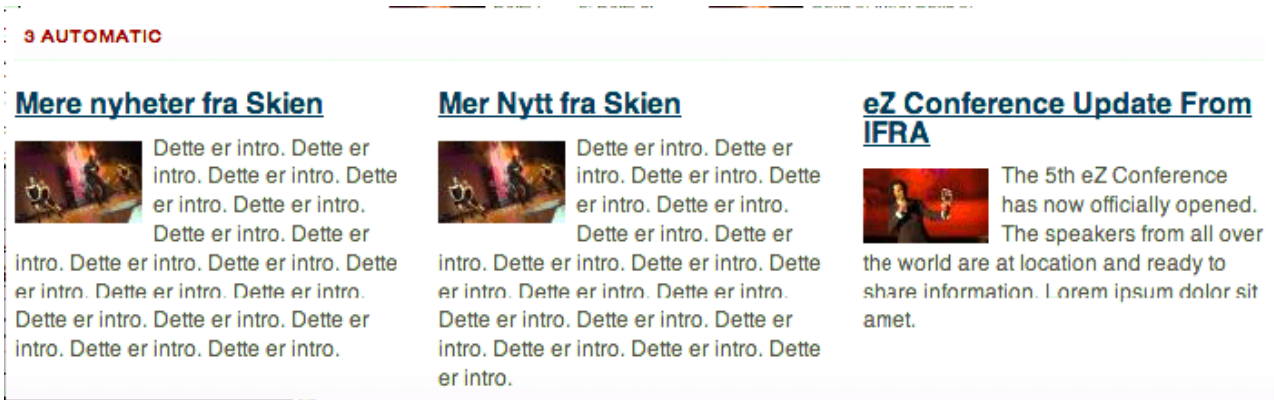 3 AUTOMATIC
Mere nyheter fra Skien
Dette er intro. Dette er
intro. Dette er intro. Dette
er intro. Dette er intro.
Dette er intro. Dette er
intro. Dette er intro. Dette er intro. Dette
er intro. Dette er intro. Dette er intro.
Dette er intro. Dette er intro. Dette er
intro. Dette er intro. Dette er intro.
Mer Nytt fra Skien
Dette er intro. Dette er
intro. Dette er intro. Dette
er intro. Dette er intro.
Dette er intro. Dette er
intro. Dette er intro. Dette er intro. Dette
er intro. Dette er intro. Dette er intro.
Dette er intro. Dette er intro. Dette er
intro. Dette er intro. Dette er intro. Dette
er intro.
eZ Conference Update From
IFRA
The 5th eZ Conference
has now officially opened.
The speakers from all over
the world are at location and ready to
share information. Lorem ipsum dolor sit
amet.